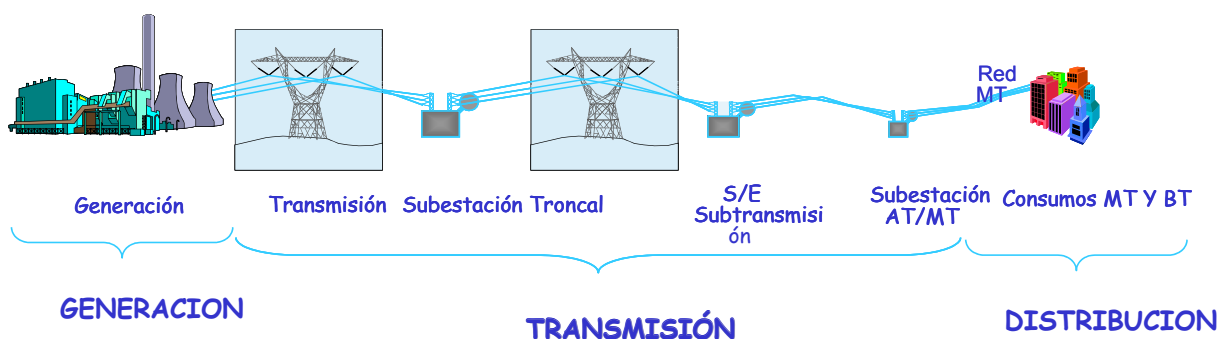 Red
MT
Generación
Transmisión
Subestación Troncal
S/E
Subtransmisi
ón
Subestación
AT/MT
Consumos MT Y BT
GENERACION
TRANSMISIÓN
DISTRIBUCION